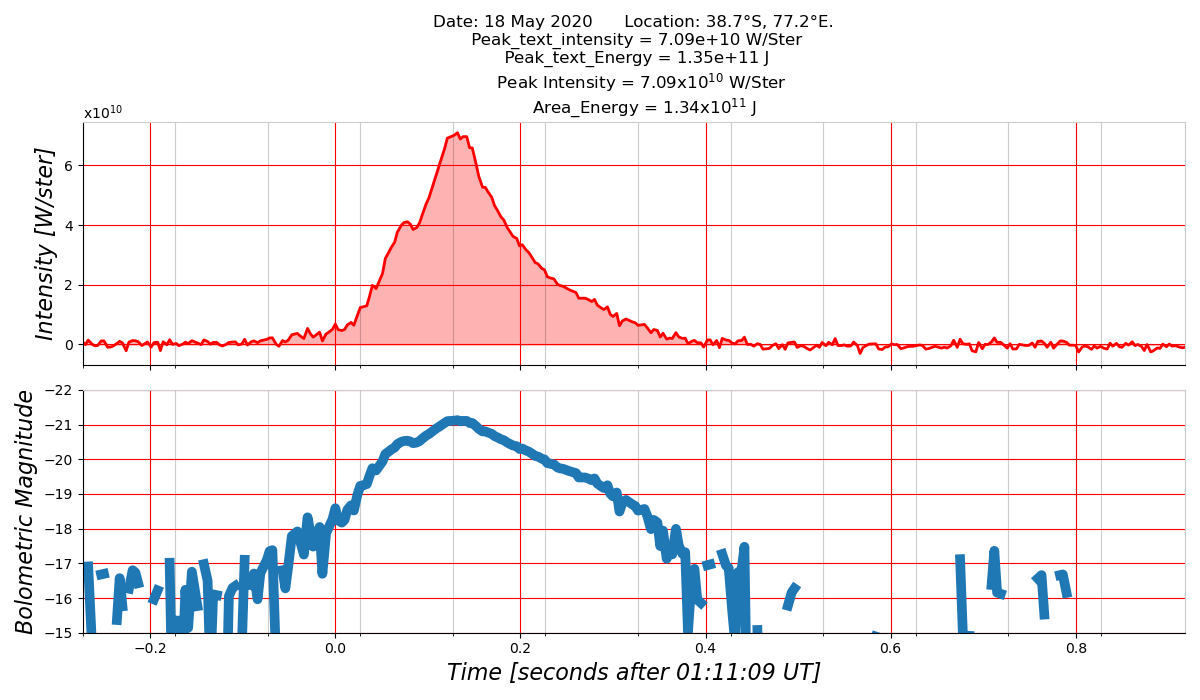 Date: 18 May 2020      Location: 38.7°S, 77.2°E.
Peak_text_intensity = 7.09e+10 W/Ster
Peak_text_Energy = 1.35e+11 J
Peak Intensity = 7.09x10¹⁰ W/Ster
Area_Energy = 1.34x10¹¹ J
x10¹⁰
Intensity [W/ster]
6
4
2
0
Bolometric Magnitude
−22
−21
−20
−19
−18
−17
−16
−15
−0.2 0.0 0.2 0.4 0.6 0.8
Time [seconds after 01:11:09 UT]